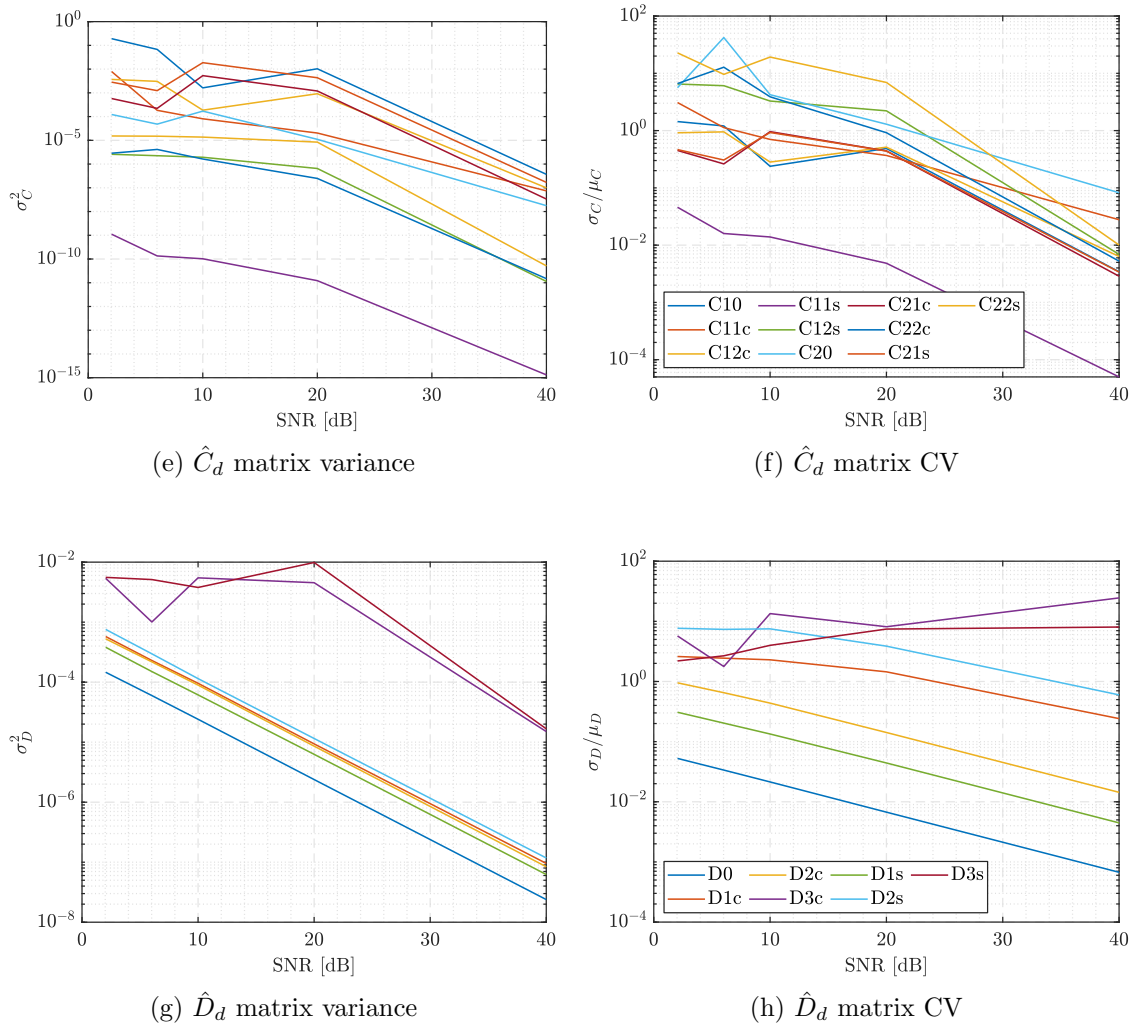 10^0
10^-5
10^-10
10^-15
σ_C^2
0 10 20 30 40
SNR [dB]
(e) Ĉ_d matrix variance
10^2
10^0
10^-2
10^-4
σ_C/μ_C
C10 C11s C21c C22s
C11c C12s C22c
C12c C20 C21s
0 10 20 30 40
SNR [dB]
(f) Ĉ_d matrix CV
10^-2
10^-4
10^-6
10^-8
σ_D^2
0 10 20 30 40
SNR [dB]
(g) D̂_d matrix variance
10^2
10^0
10^-2
10^-4
σ_D/μ_D
D0 D2c D1s D3s
D1c D3c D2s
0 10 20 30 40
SNR [dB]
(h) D̂_d matrix CV